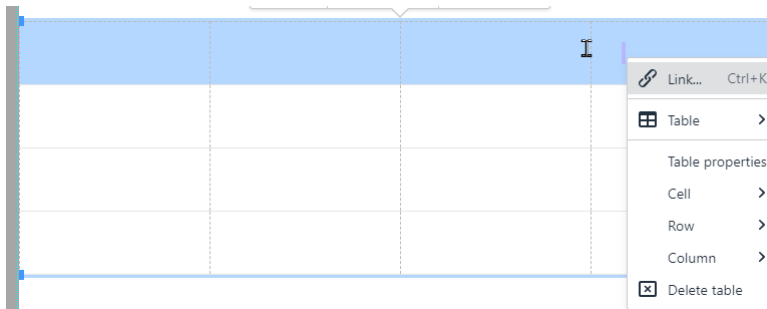 Link... Ctrl+K
Table
Table properties
Cell
Row
Column
Delete table